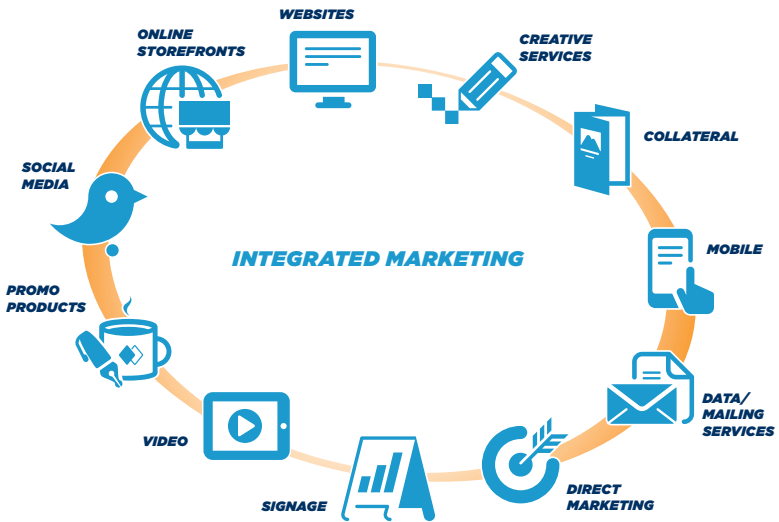 WEBSITES
ONLINE
STOREFRONTS
CREATIVE
SERVICES
COLLATERAL
SOCIAL
MEDIA
INTEGRATED MARKETING
MOBILE
PROMO
PRODUCTS
DATA/
MAILING
SERVICES
VIDEO
DIRECT
MARKETING
SIGNAGE